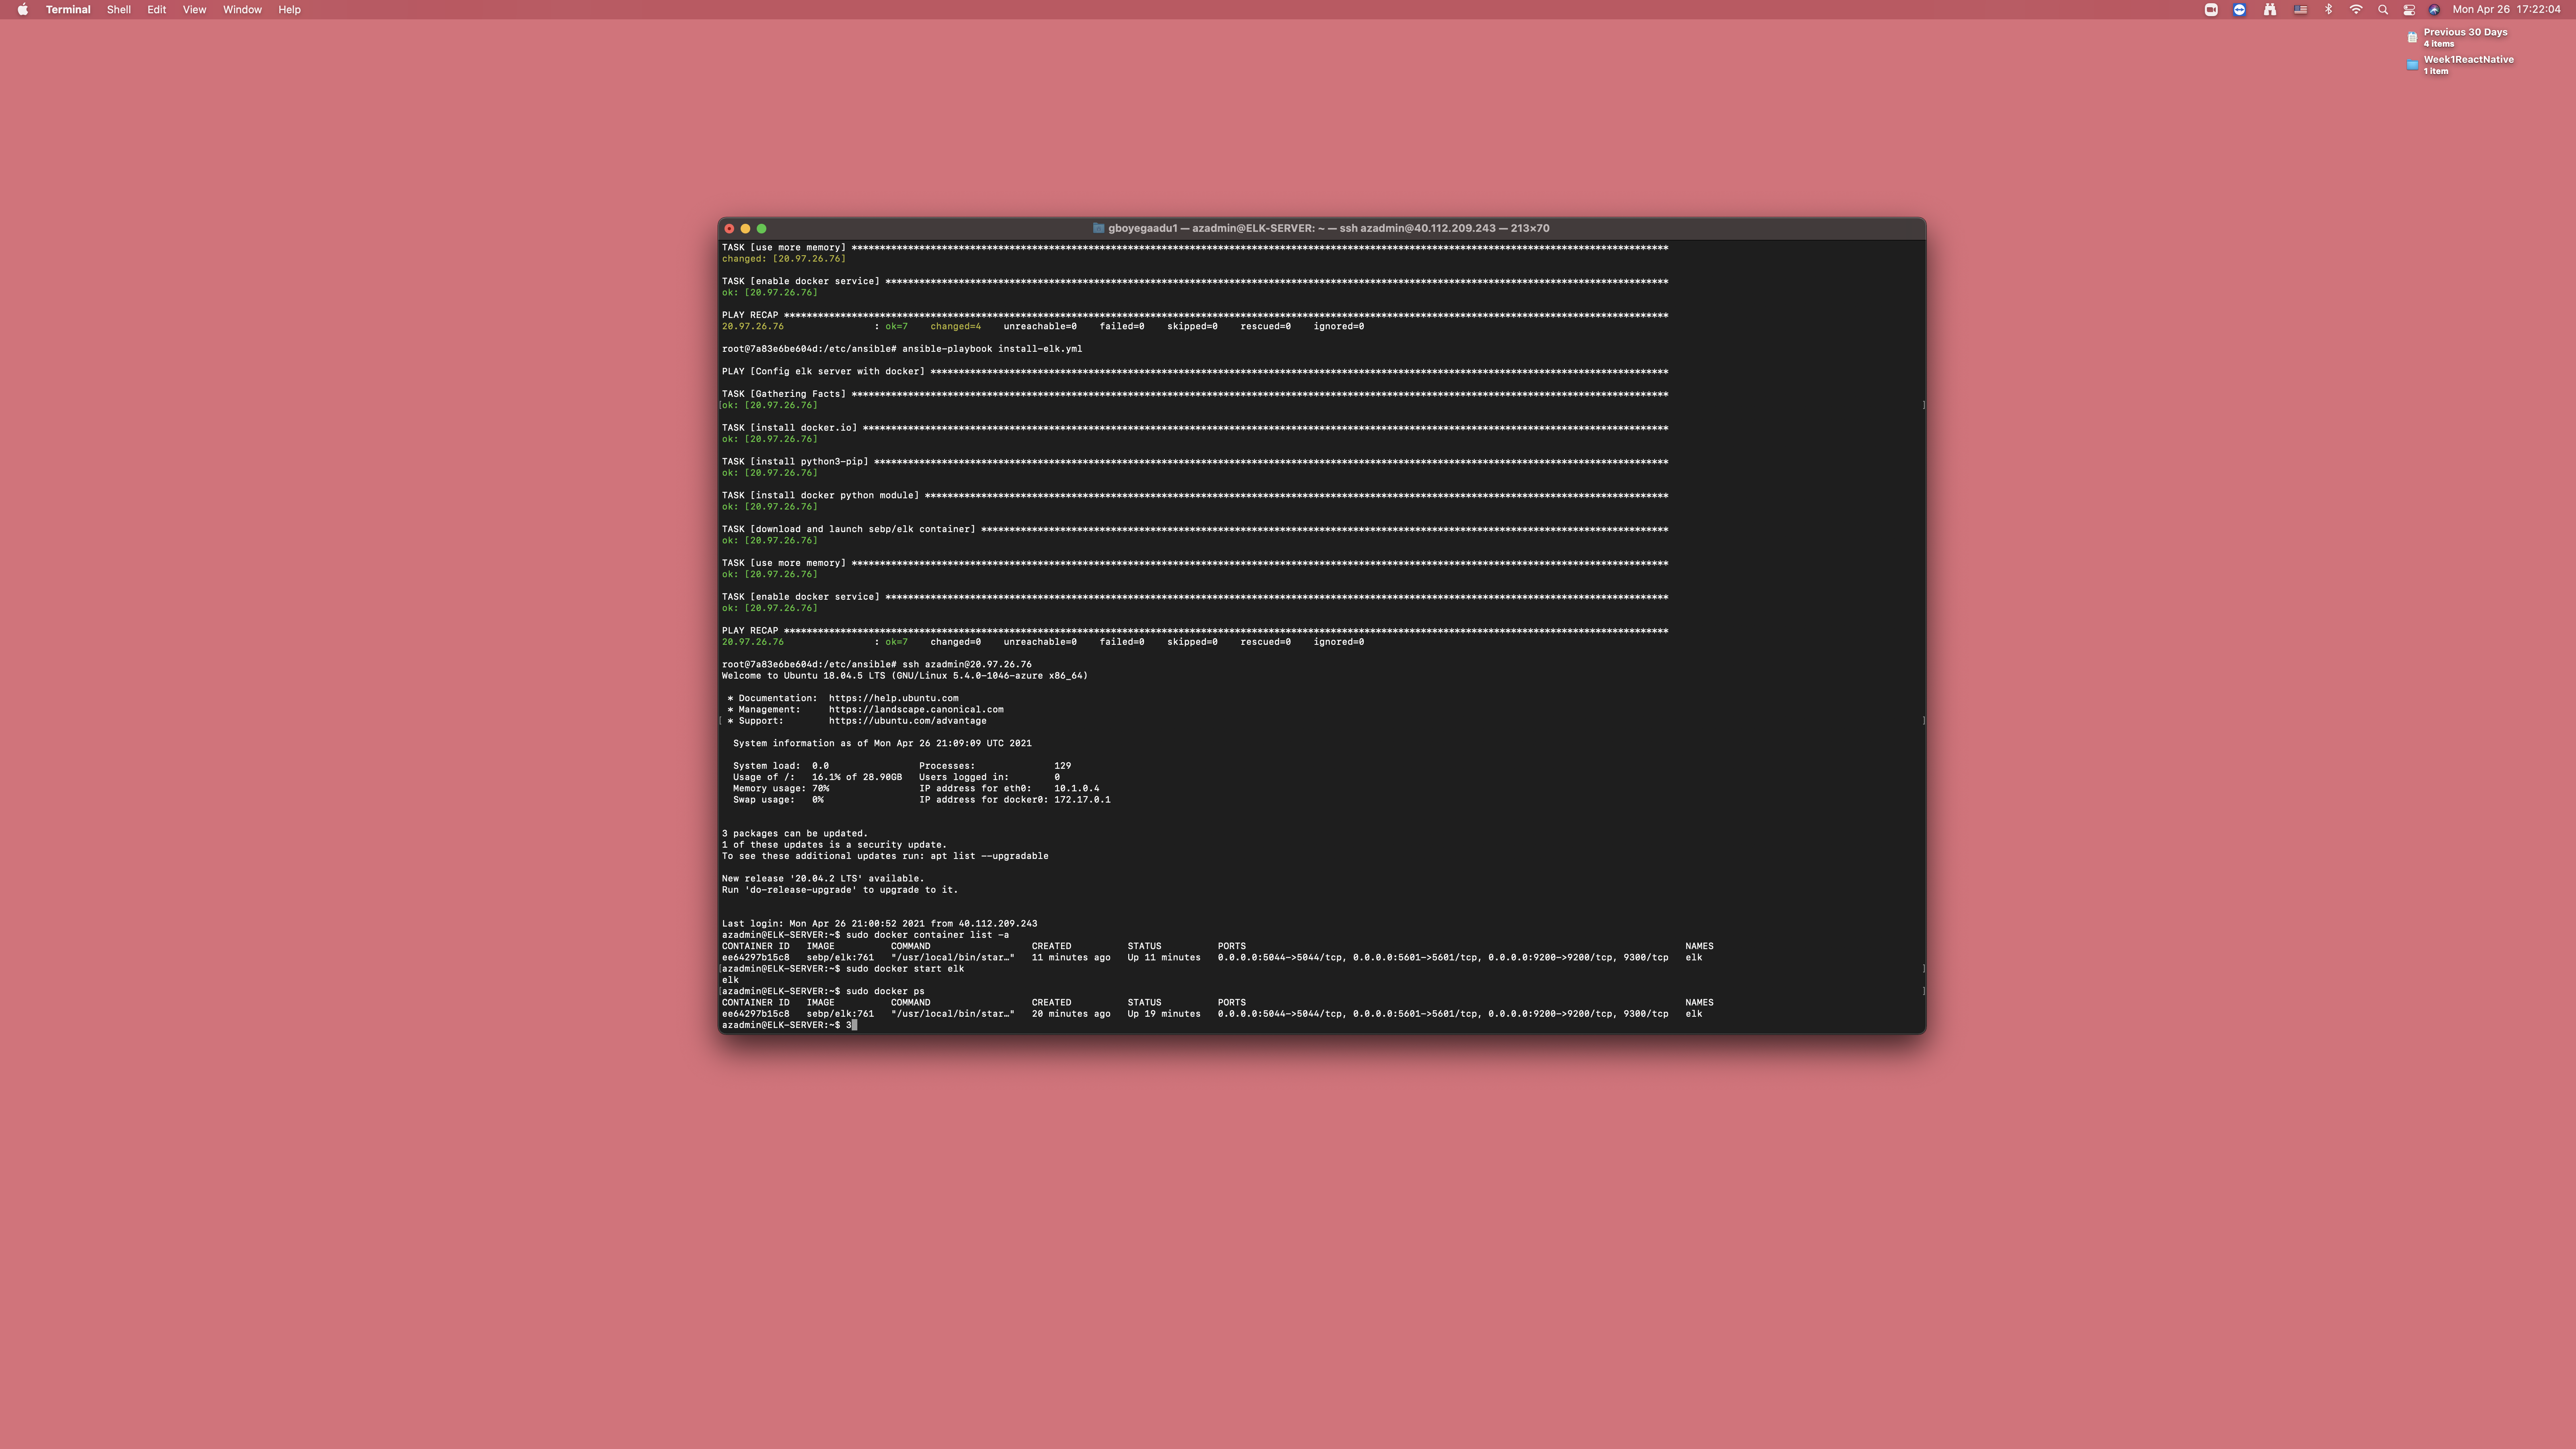 Terminal Shell Edit View Window Help Mon Apr 26 17:22:04
Previous 30 Days
4 items
Week1ReactNative
1 item
gboyegaadu1 — azadmin@ELK-SERVER: ~ — ssh azadmin@40.112.209.243 — 213×70
TASK [use more memory] *************************************************************************************************************************************************
changed: [20.97.26.76]
TASK [enable docker service] *******************************************************************************************************************************************
ok: [20.97.26.76]
PLAY RECAP *************************************************************************************************************************************************************
20.97.26.76                : ok=7    changed=4    unreachable=0    failed=0    skipped=0    rescued=0    ignored=0
root@7a83e6be604d:/etc/ansible# ansible-playbook install-elk.yml
PLAY [Config elk server with docker] ***********************************************************************************************************************************
TASK [Gathering Facts] *************************************************************************************************************************************************
[ok: [20.97.26.76] ]
TASK [install docker.io] ***********************************************************************************************************************************************
ok: [20.97.26.76]
TASK [install python3-pip] *********************************************************************************************************************************************
ok: [20.97.26.76]
TASK [install docker python module] ************************************************************************************************************************************
ok: [20.97.26.76]
TASK [download and launch sebp/elk container] **************************************************************************************************************************
ok: [20.97.26.76]
TASK [use more memory] *************************************************************************************************************************************************
ok: [20.97.26.76]
TASK [enable docker service] *******************************************************************************************************************************************
ok: [20.97.26.76]
PLAY RECAP *************************************************************************************************************************************************************
20.97.26.76                : ok=7    changed=0    unreachable=0    failed=0    skipped=0    rescued=0    ignored=0
root@7a83e6be604d:/etc/ansible# ssh azadmin@20.97.26.76
Welcome to Ubuntu 18.04.5 LTS (GNU/Linux 5.4.0-1046-azure x86_64)
* Documentation:  https://help.ubuntu.com
* Management:     https://landscape.canonical.com
[ * Support:        https://ubuntu.com/advantage ]
System information as of Mon Apr 26 21:09:09 UTC 2021
System load:  0.0                Processes:              129
Usage of /:   16.1% of 28.90GB   Users logged in:        0
Memory usage: 70%                IP address for eth0:    10.1.0.4
Swap usage:   0%                 IP address for docker0: 172.17.0.1
3 packages can be updated.
1 of these updates is a security update.
To see these additional updates run: apt list --upgradable
New release '20.04.2 LTS' available.
Run 'do-release-upgrade' to upgrade to it.
Last login: Mon Apr 26 21:00:52 2021 from 40.112.209.243
azadmin@ELK-SERVER:~$ sudo docker container list -a
CONTAINER ID   IMAGE          COMMAND                  CREATED          STATUS          PORTS                                                                              NAMES
ee64297b15c8   sebp/elk:761   "/usr/local/bin/star…"   11 minutes ago   Up 11 minutes   0.0.0.0:5044->5044/tcp, 0.0.0.0:5601->5601/tcp, 0.0.0.0:9200->9200/tcp, 9300/tcp   elk
[azadmin@ELK-SERVER:~$ sudo docker start elk ]
elk
[azadmin@ELK-SERVER:~$ sudo docker ps ]
CONTAINER ID   IMAGE          COMMAND                  CREATED          STATUS          PORTS                                                                              NAMES
ee64297b15c8   sebp/elk:761   "/usr/local/bin/star…"   20 minutes ago   Up 19 minutes   0.0.0.0:5044->5044/tcp, 0.0.0.0:5601->5601/tcp, 0.0.0.0:9200->9200/tcp, 9300/tcp   elk
azadmin@ELK-SERVER:~$ 3